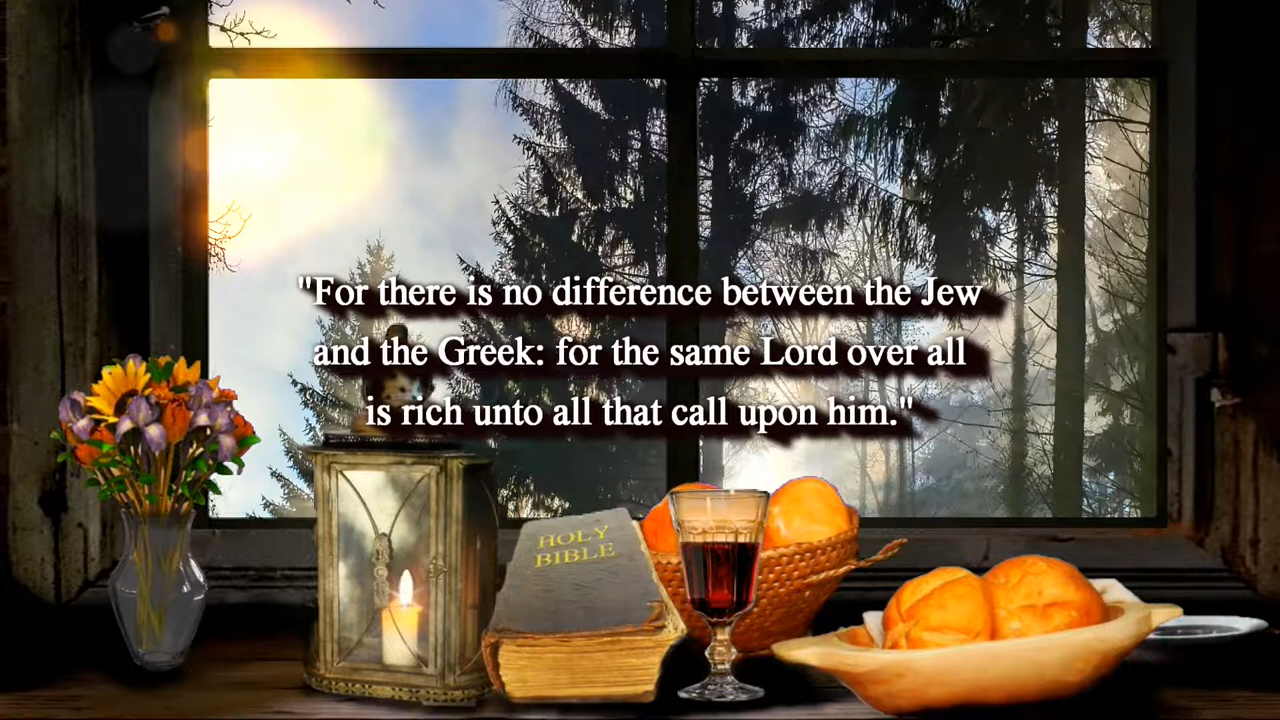 "For there is no difference between the Jew
and the Greek: for the same Lord over all
is rich unto all that call upon him."
HOLY
BIBLE